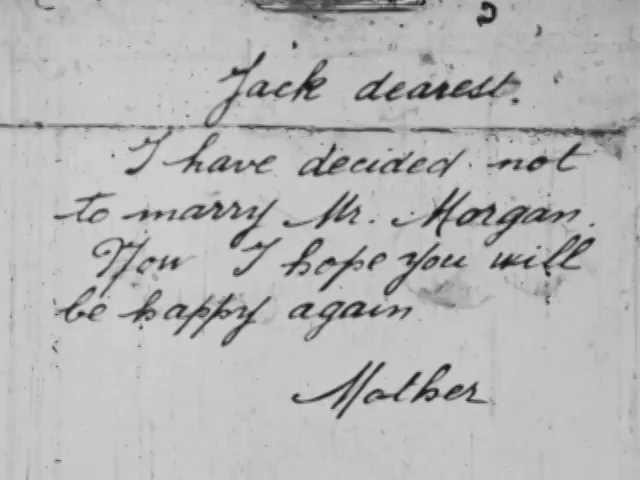 Jack dearest.
I have decided not
to marry Mr. Morgan.
Now I hope you will
be happy again
Mother